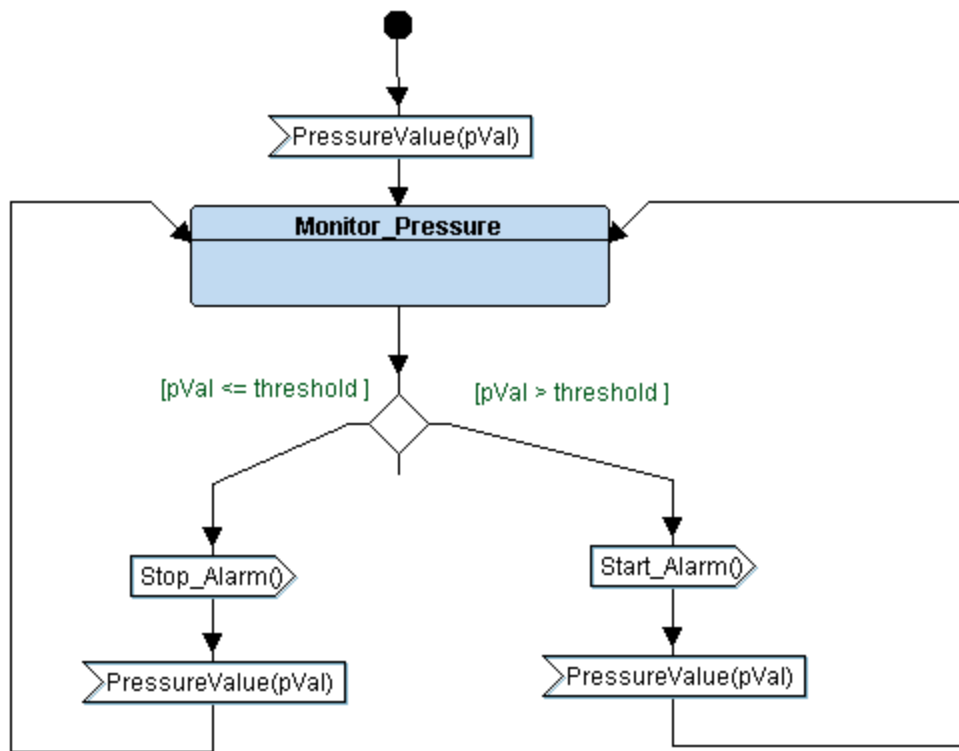 PressureValue(pVal)
Monitor_Pressure
[pVal <= threshold ]
[pVal > threshold ]
Stop_Alarm()
Start_Alarm()
PressureValue(pVal)
PressureValue(pVal)